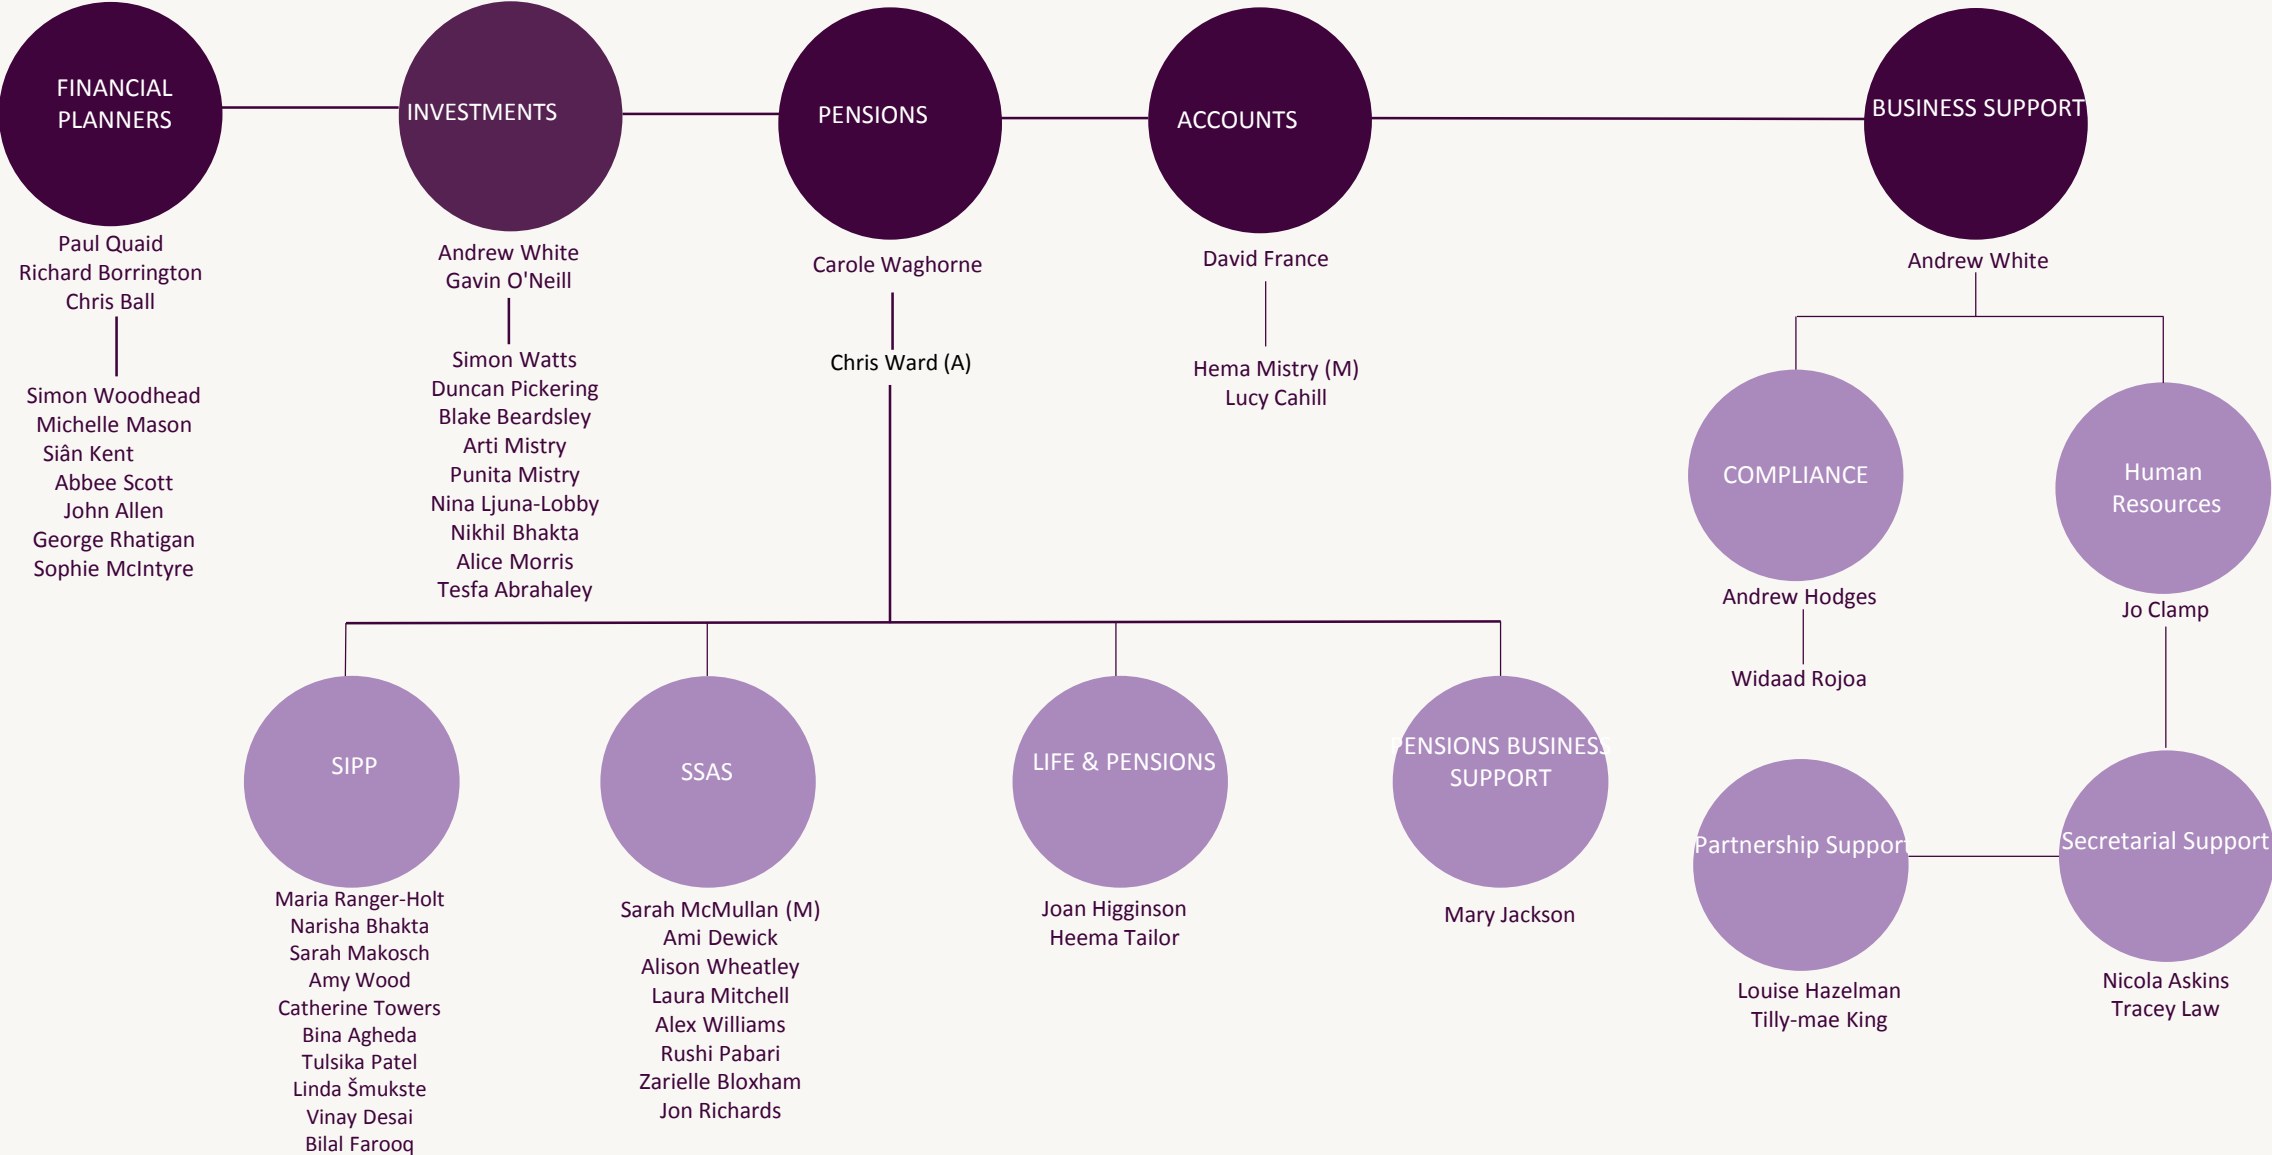 FINANCIAL
PLANNERS
Paul Quaid
Richard Borrington
Chris Ball
Simon Woodhead
Michelle Mason
Siân Kent
Abbee Scott
John Allen
George Rhatigan
Sophie McIntyre
INVESTMENTS
Andrew White
Gavin O'Neill
Simon Watts
Duncan Pickering
Blake Beardsley
Arti Mistry
Punita Mistry
Nina Ljuna-Lobby
Nikhil Bhakta
Alice Morris
Tesfa Abrahaley
PENSIONS
Carole Waghorne
Chris Ward (A)
SIPP
Maria Ranger-Holt
Narisha Bhakta
Sarah Makosch
Amy Wood
Catherine Towers
Bina Agheda
Tulsika Patel
Linda Šmukste
Vinay Desai
Bilal Farooq
SSAS
Sarah McMullan (M)
Ami Dewick
Alison Wheatley
Laura Mitchell
Alex Williams
Rushi Pabari
Zarielle Bloxham
Jon Richards
LIFE & PENSIONS
Joan Higginson
Heema Tailor
PENSIONS BUSINESS
SUPPORT
Mary Jackson
ACCOUNTS
David France
Hema Mistry (M)
Lucy Cahill
BUSINESS SUPPORT
Andrew White
COMPLIANCE
Andrew Hodges
Widaad Rojoa
Human
Resources
Jo Clamp
Partnership Support
Louise Hazelman
Tilly-mae King
Secretarial Support
Nicola Askins
Tracey Law